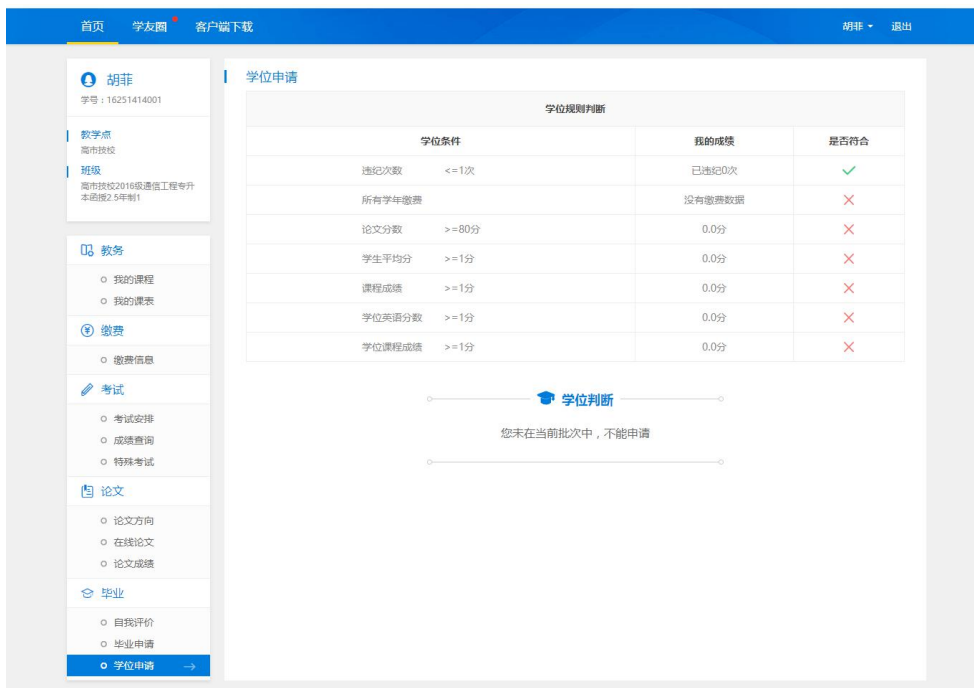 首页 学友圈 客户端下载 胡菲 退出
胡菲
学号：16251414001
教学点
高市技校
班级
高市技校2016级通信工程专升
本函授2.5年制1
教务
我的课程
我的课表
缴费
缴费信息
考试
考试安排
成绩查询
特殊考试
论文
论文方向
在线论文
论文成绩
毕业
自我评价
毕业申请
学位申请
学位申请
学位规则判断
学位条件 我的成绩 是否符合
违纪次数 <=1次 已违纪0次
所有学年缴费 没有缴费数据
论文分数 >=80分 0.0分
学生平均分 >=1分 0.0分
课程成绩 >=1分 0.0分
学位英语分数 >=1分 0.0分
学位课程成绩 >=1分 0.0分
学位判断
您未在当前批次中，不能申请